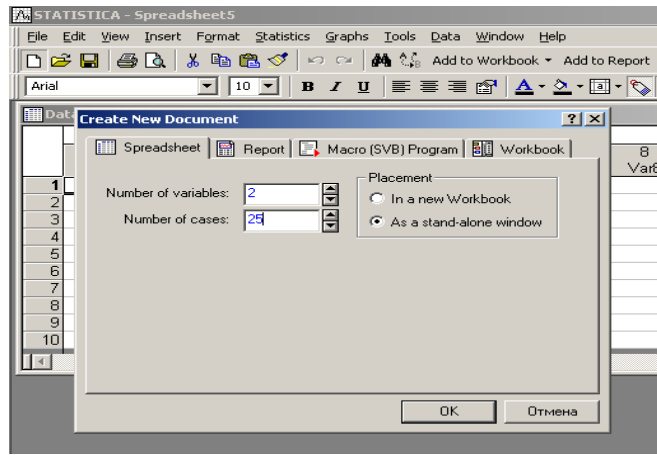 STATISTICA - Spreadsheet5
File Edit View Insert Format Statistics Graphs Tools Data Window Help
Add to Workbook Add to Report
Arial 10 B I U A
Data
Create New Document
Spreadsheet Report Macro (SVB) Program Workbook
8
Var8
Number of variables: 2
Number of cases: 25
Placement
In a new Workbook
As a stand-alone window
1
2
3
4
5
6
7
8
9
10
OK Отмена